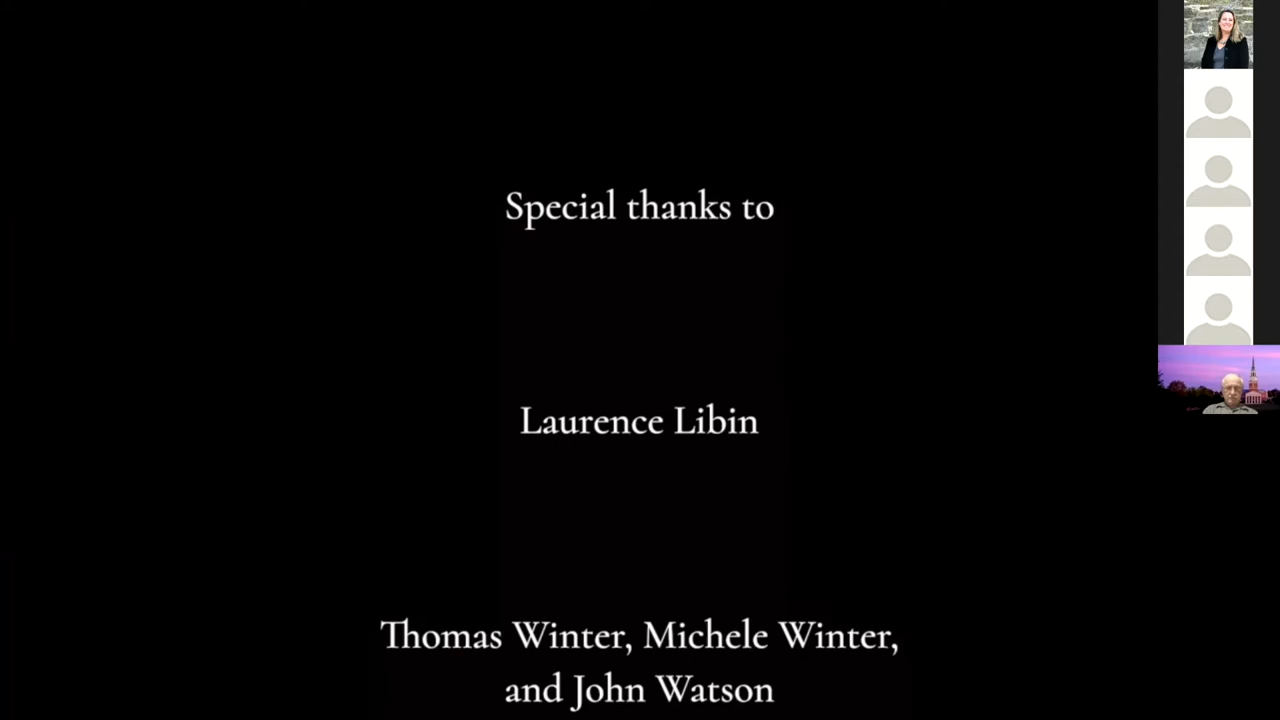 Special thanks to
Laurence Libin
Thomas Winter, Michele Winter,
and John Watson